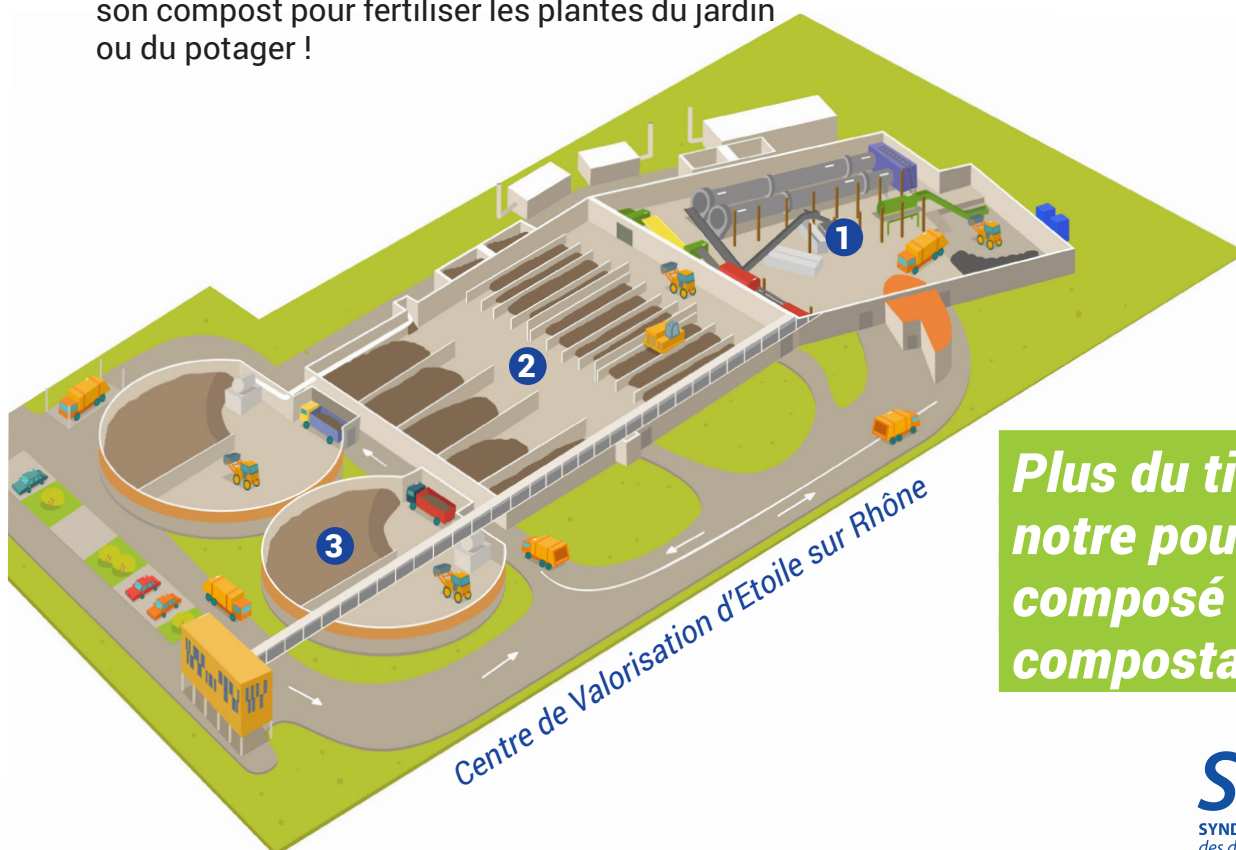 son compost pour fertiliser les plantes du jardin
ou du potager !
1
2
3
Centre de Valorisation d'Etoile sur Rhône
Plus du ti
notre pou
composé
composta
S
SYND
des d